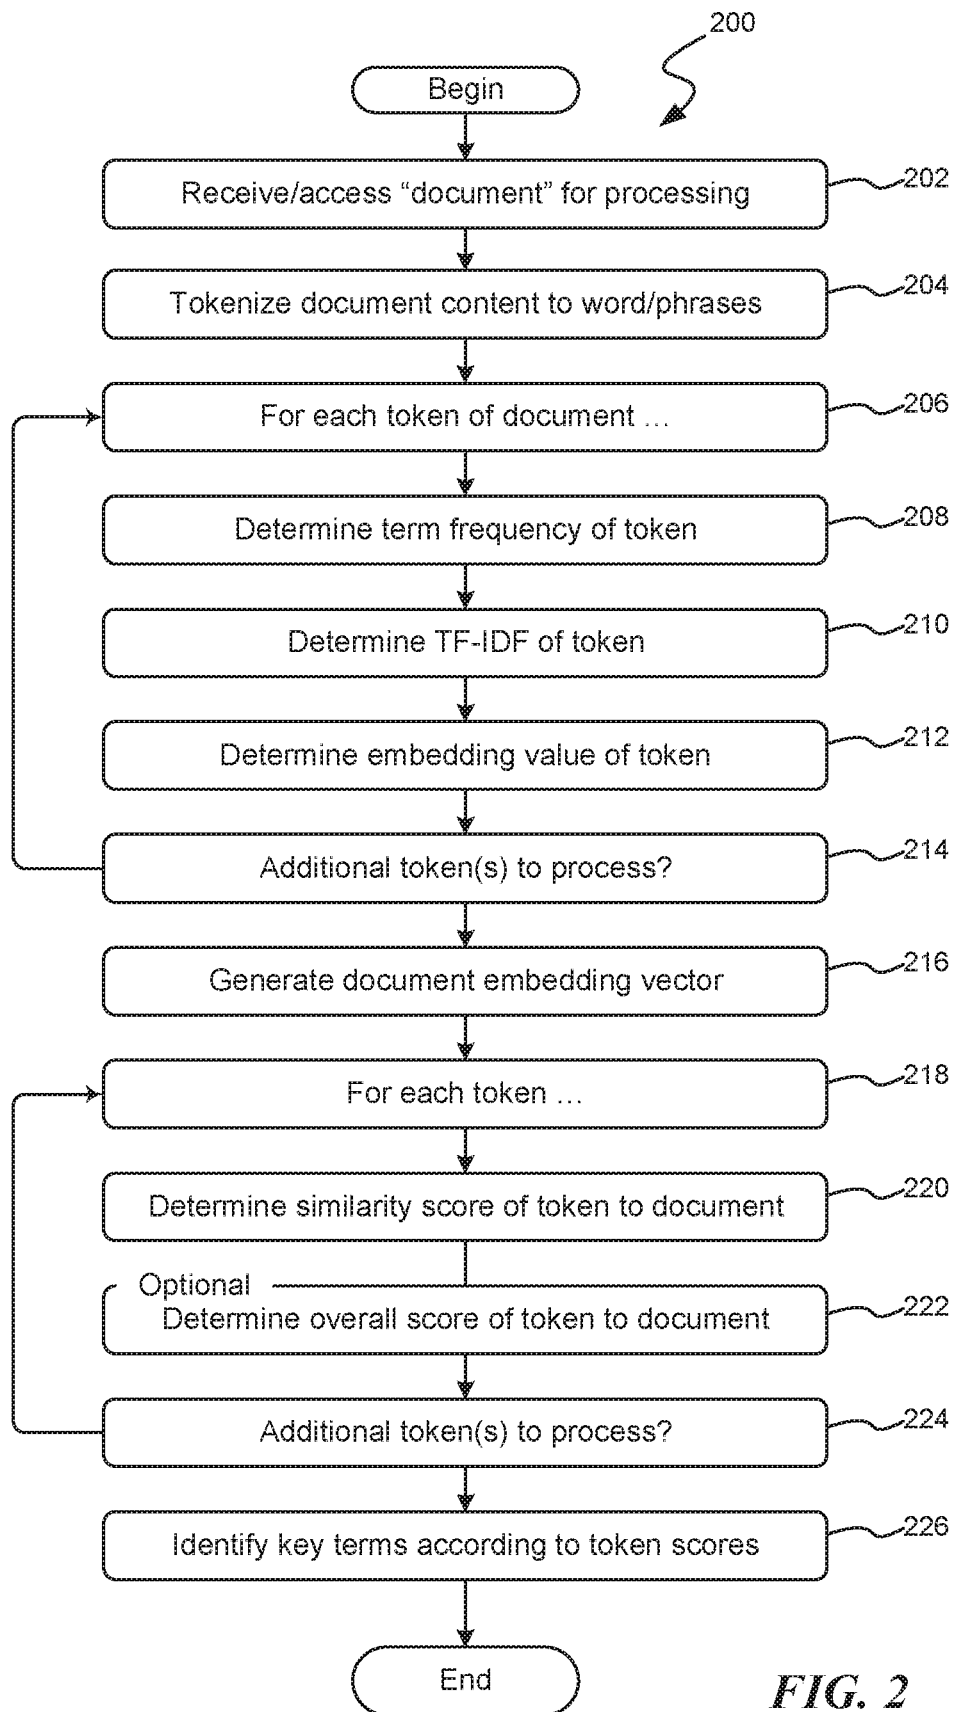 200
Begin
Receive/access “document” for processing
202
Tokenize document content to word/phrases
204
For each token of document ...
206
Determine term frequency of token
208
Determine TF-IDF of token
210
Determine embedding value of token
212
Additional token(s) to process?
214
Generate document embedding vector
216
For each token ...
218
Determine similarity score of token to document
220
Optional
Determine overall score of token to document
222
Additional token(s) to process?
224
Identify key terms according to token scores
226
End
FIG. 2